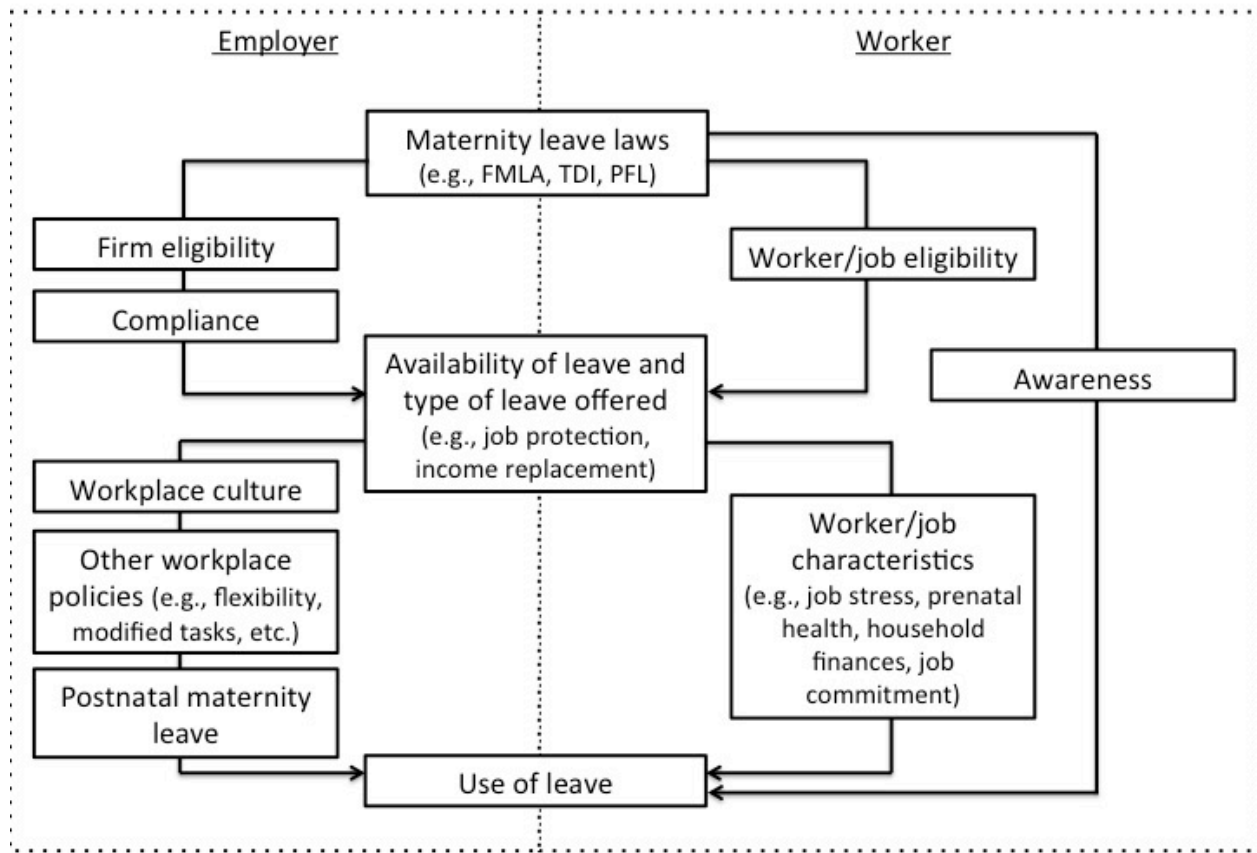 Employer
Worker
Maternity leave laws
(e.g., FMLA, TDI, PFL)
Firm eligibility
Worker/job eligibility
Compliance
Availability of leave and
type of leave offered
(e.g., job protection,
income replacement)
Awareness
Workplace culture
Other workplace
policies (e.g., flexibility,
modified tasks, etc.)
Postnatal maternity
leave
Worker/job
characteristics
(e.g., job stress, prenatal
health, household
finances, job
commitment)
Use of leave